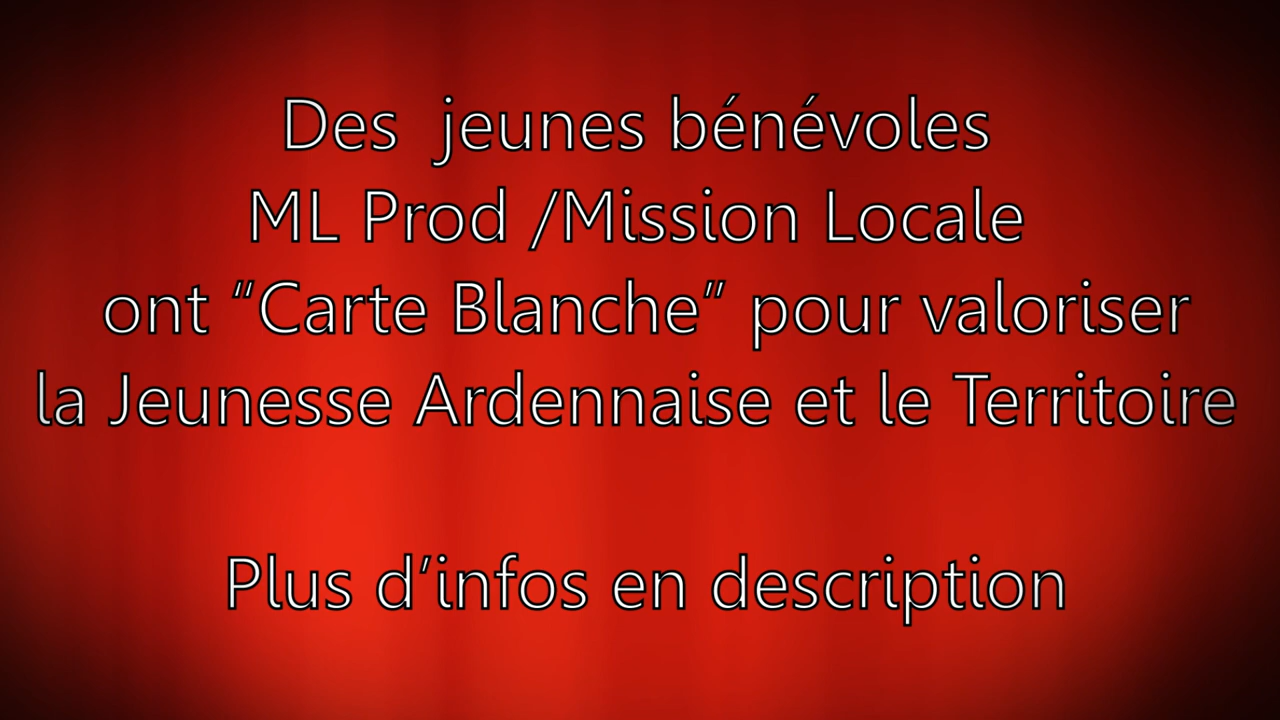 Des  jeunes bénévoles
ML Prod /Mission Locale
ont “Carte Blanche” pour valoriser
la Jeunesse Ardennaise et le Territoire
Plus d’infos en description